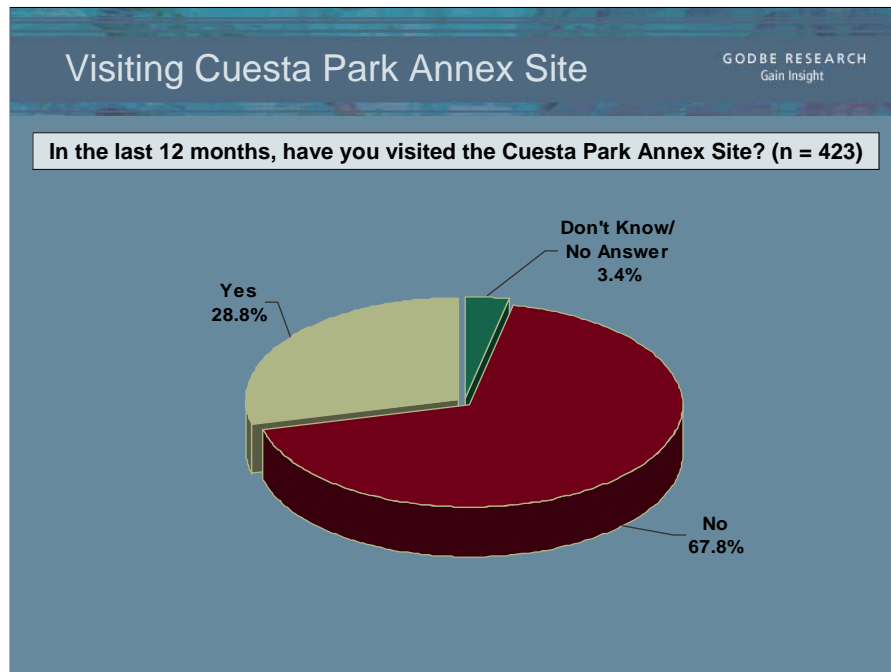 Visiting Cuesta Park Annex Site
GODBE RESEARCH
Gain Insight
In the last 12 months, have you visited the Cuesta Park Annex Site? (n = 423)
Don't Know/
No Answer
3.4%
Yes
28.8%
No
67.8%